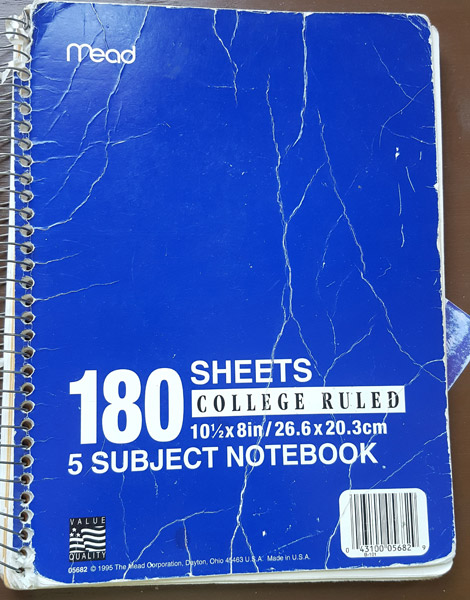 Mead
180 SHEETS
COLLEGE RULED
10½x8in/26.6x20.3cm
5 SUBJECT NOTEBOOK
VALUE
QUALITY
05682 © 1995 The Mead Corporation, Dayton, Ohio 45463 U.S.A. Made in U.S.A.
0 43100 05682 9